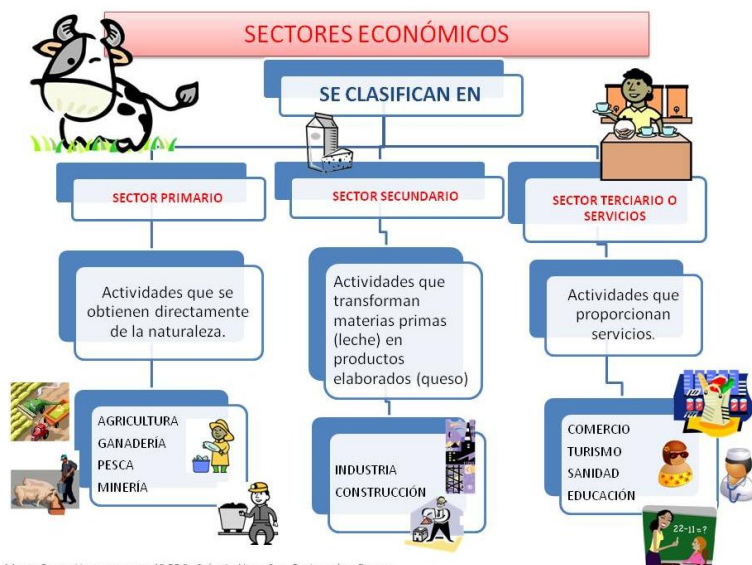 SECTORES ECONÓMICOS
SE CLASIFICAN EN
SECTOR PRIMARIO
SECTOR SECUNDARIO
SECTOR TERCIARIO O
SERVICIOS
Actividades que se
obtienen directamente
de la naturaleza.
Actividades que
transforman
materias primas
(leche) en
productos
elaborados (queso)
Actividades que
proporcionan
servicios.
AGRICULTURA
GANADERÍA
PESCA
MINERÍA
INDUSTRIA
CONSTRUCCIÓN
COMERCIO
TURISMO
SANIDAD
EDUCACIÓN
22-11=?